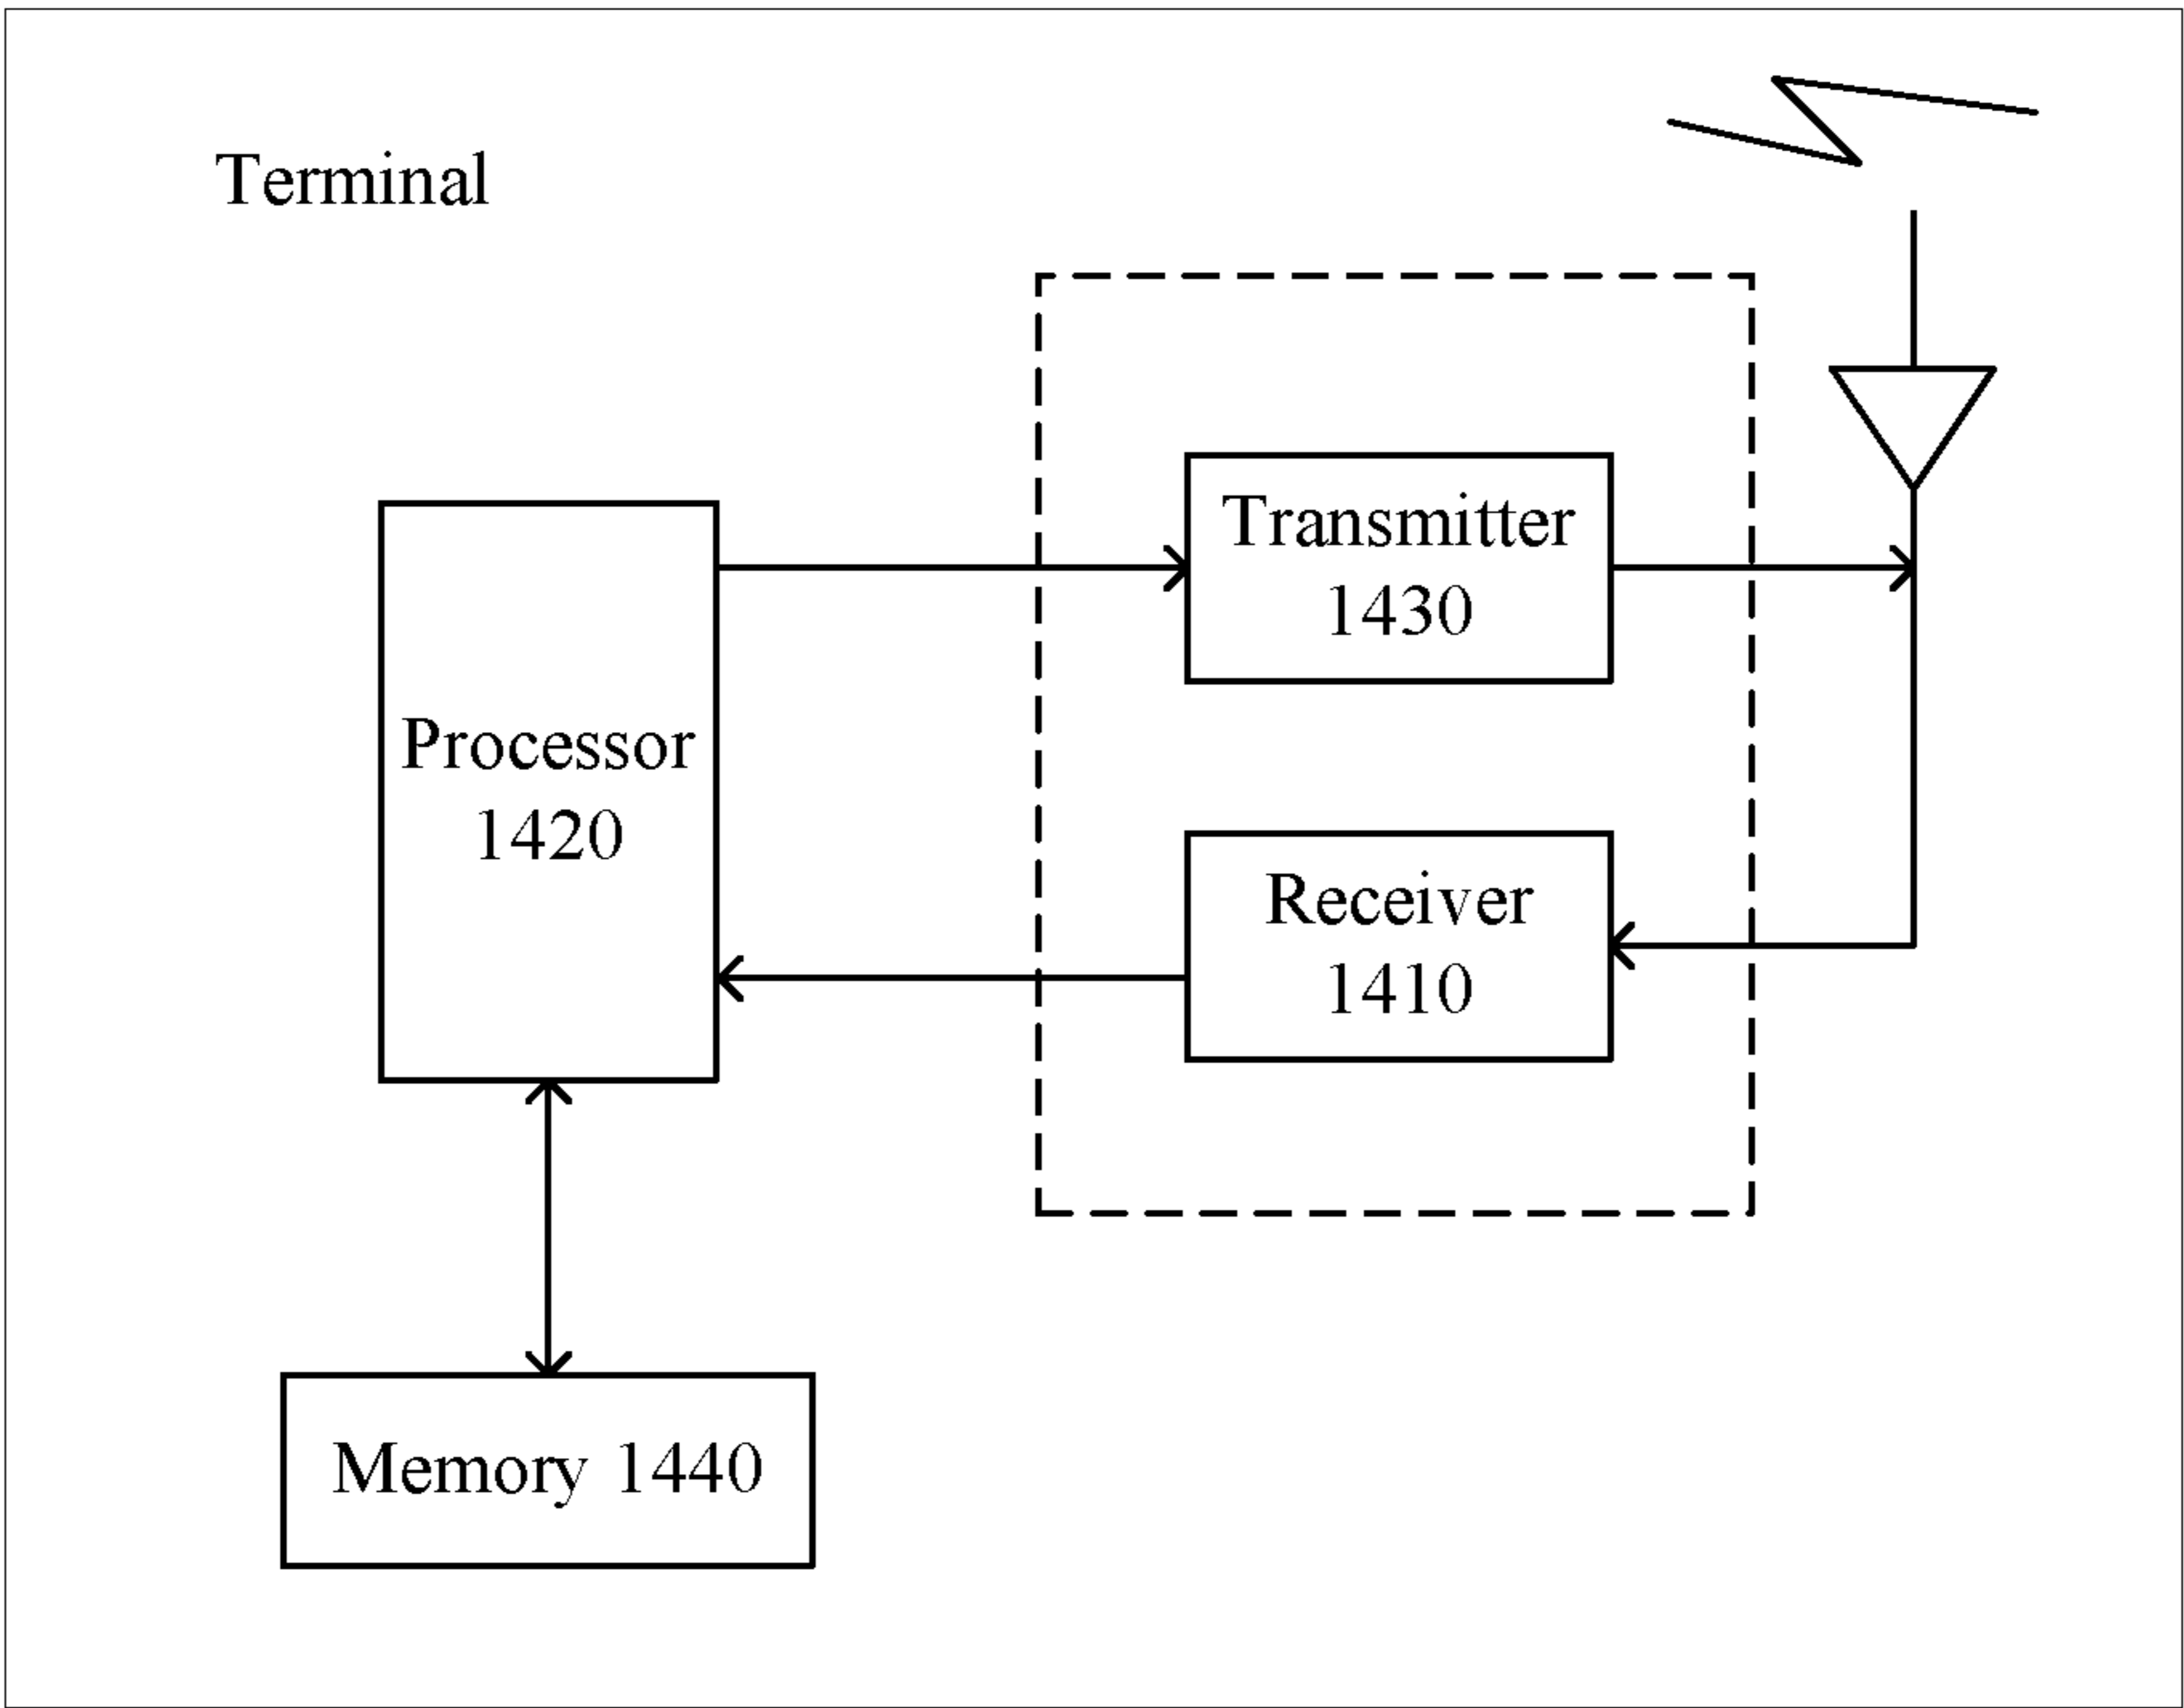 Terminal
Transmitter
1430
Processor
1420
Receiver
1410
Memory 1440